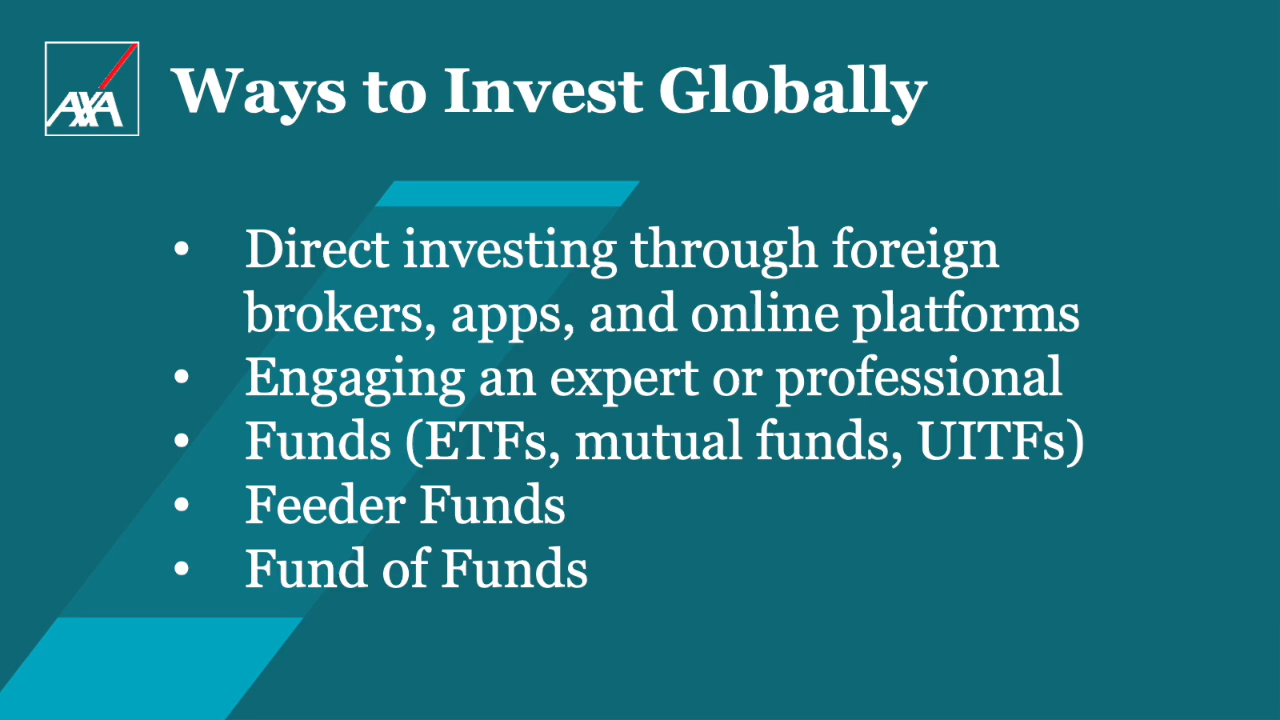 AXA
Ways to Invest Globally
• Direct investing through foreign
brokers, apps, and online platforms
• Engaging an expert or professional
• Funds (ETFs, mutual funds, UITFs)
• Feeder Funds
• Fund of Funds